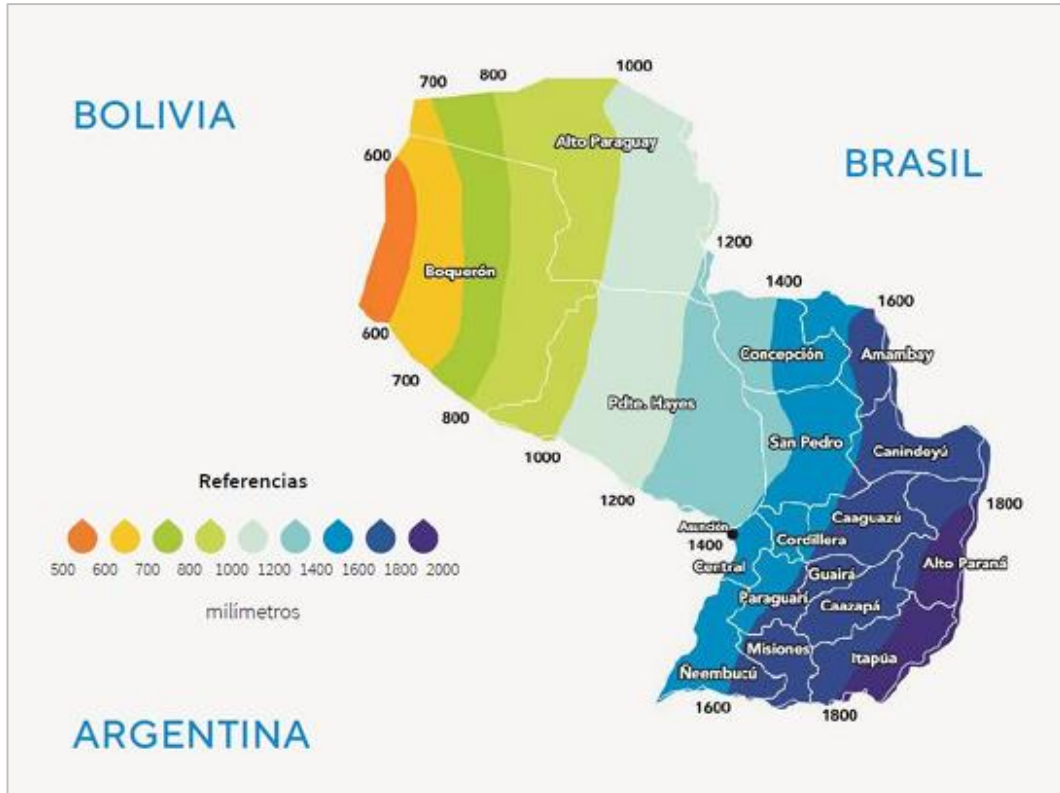 1000
800
700
BOLIVIA
Alto Paraguay
600
BRASIL
1200
Boquerón
1400
1600
600
Concepción
Amambay
700
Pdte. Hayes
800
San Pedro
Canindeyú
1000
Referencias
1200
1800
Caaguazú
Asunción
1400
Cordillera
500 600 700 800 1000 1200 1400 1600 1800 2000
Central
Alto Paraná
Guairá
milímetros
Paraguarí
Caazapá
Misiones
Itapúa
Ñeembucú
1600
1800
ARGENTINA